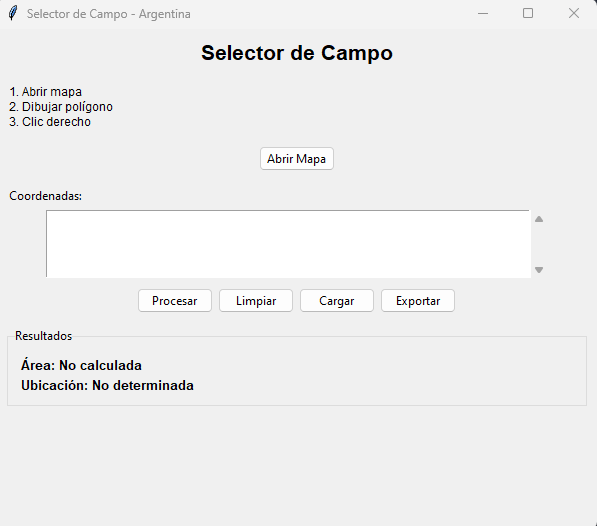 Selector de Campo - Argentina
Selector de Campo
1. Abrir mapa
2. Dibujar polígono
3. Clic derecho
Abrir Mapa
Coordenadas:
Procesar Limpiar Cargar Exportar
Resultados
Área: No calculada
Ubicación: No determinada